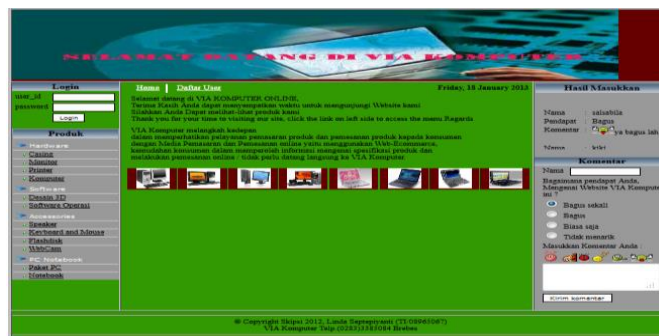 SELAMAT DATANG DI VIA KOMPUTER
Login
user_id
password
Login
Produk
Hardware
Casing
Monitor
Printer
Komputer
Software
Desain 3D
Software Operasi
Accessories
Speaker
Keyboard and Mouse
Flashdisk
WebCam
PC Notebook
Paket PC
Notebook
Home | Daftar User
Friday, 18 January 2013
Selamat datang di VIA KOMPUTER ONLINE,
Terima Kasih Anda dapat menyempatkan waktu untuk mengunjungi Website kami
Silahkan Anda Dapat melihat-lihat produk kami
Thank you for your time to visiting our site, click the link on left side to access the menu Regards
VIA Komputer melangkah kedepan
dalam memperhatikan pelayanan pemasaran produk dan pemesanan produk kepada konsumen
dengan Media Pemasaran dan Pemesanan online yaitu menggunakan Web-Ecommerce,
kemudahan konsumen dalam memperoleh informasi mengenai spesifikasi produk dan
melakukan pemesanan online : tidak perlu datang langsung ke VIA Komputer.
Hasil Masukkan
Nama : salsabila
Pendapat : Bagus
Komentar : ya bagus lah
Nama : kiki
Komentar
Nama
Bagaimana pendapat Anda,
Mengenai Website VIA Komputer
ini ?
Bagus sekali
Bagus
Biasa saja
Tidak menarik
Masukkan Komentar Anda :
Kirim komentar
© Copyright Skipsi 2012, Linda Septepiyanti (TI/09965067)
VIA Komputer Telp.(0283)3383084 Brebes